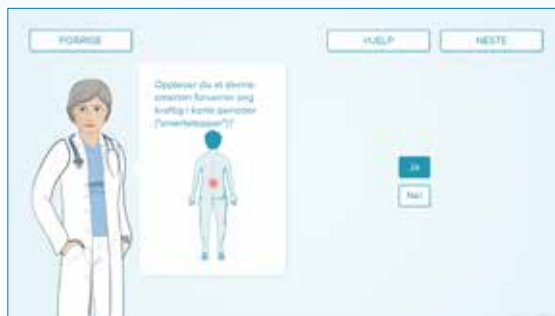 FORRIGE
HJELP
NESTE
Opplever du at denne
smerten forverrer seg
kraftig i korte perioder
("smertetopper")?
Ja
Nei